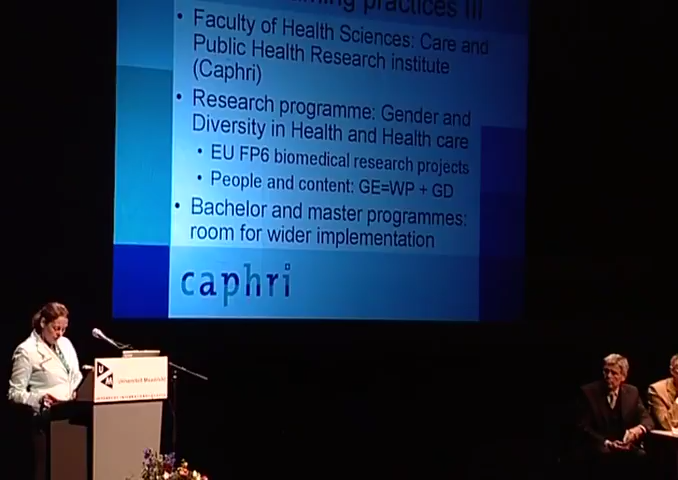 practices III
• Faculty of Health Sciences: Care and
Public Health Research institute
(Caphri)
• Research programme: Gender and
Diversity in Health and Health care
• EU FP6 biomedical research projects
• People and content: GE=WP + GD
• Bachelor and master programmes:
room for wider implementation
caphri
U
M
Universiteit Maastricht